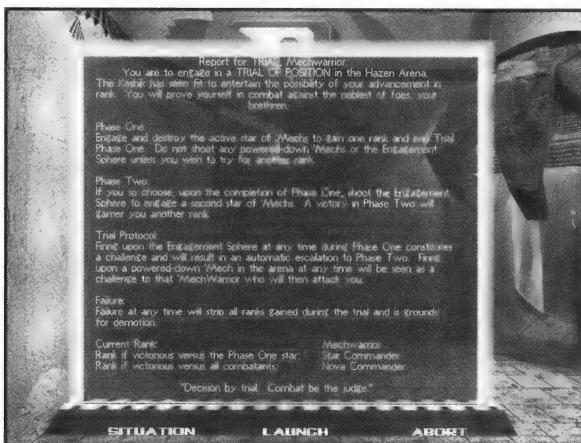 Report for TRIAL, Mechwarrior:
You are to engage in a TRIAL OF POSITION in the Hazen Arena.
The Keshik has seen fit to entertain the possibility of your advancement in
rank. You will prove yourself in combat against the noblest of foes, your
brethren.
Phase One:
Engage and destroy the active star of 'Mechs to gain one rank and end Trial
Phase One. Do not shoot any powered-down 'Mechs or the Engagement
Sphere unless you wish to try for another rank.
Phase Two:
If you so choose, upon the completion of Phase One, shoot the Engagement
Sphere to engage a second star of 'Mechs. A victory in Phase Two will
garner you another rank.
Trial Protocol:
Firing upon the Engagement Sphere at any time during Phase One constitutes
a challenge and will result in an automatic escalation to Phase Two. Firing
upon a powered-down 'Mech in the arena at any time will be seen as a
challenge to that 'MechWarrior who will then attack you.
Failure:
Failure at any time will strip all ranks gained during the trial and is grounds
for demotion.
Current Rank: Mechwarrior
Rank if victorious versus the Phase One star: Star Commander
Rank if victorious versus all combatants: Nova Commander
"Decision by trial. Combat be the judge."
SITUATION LAUNCH ABORT